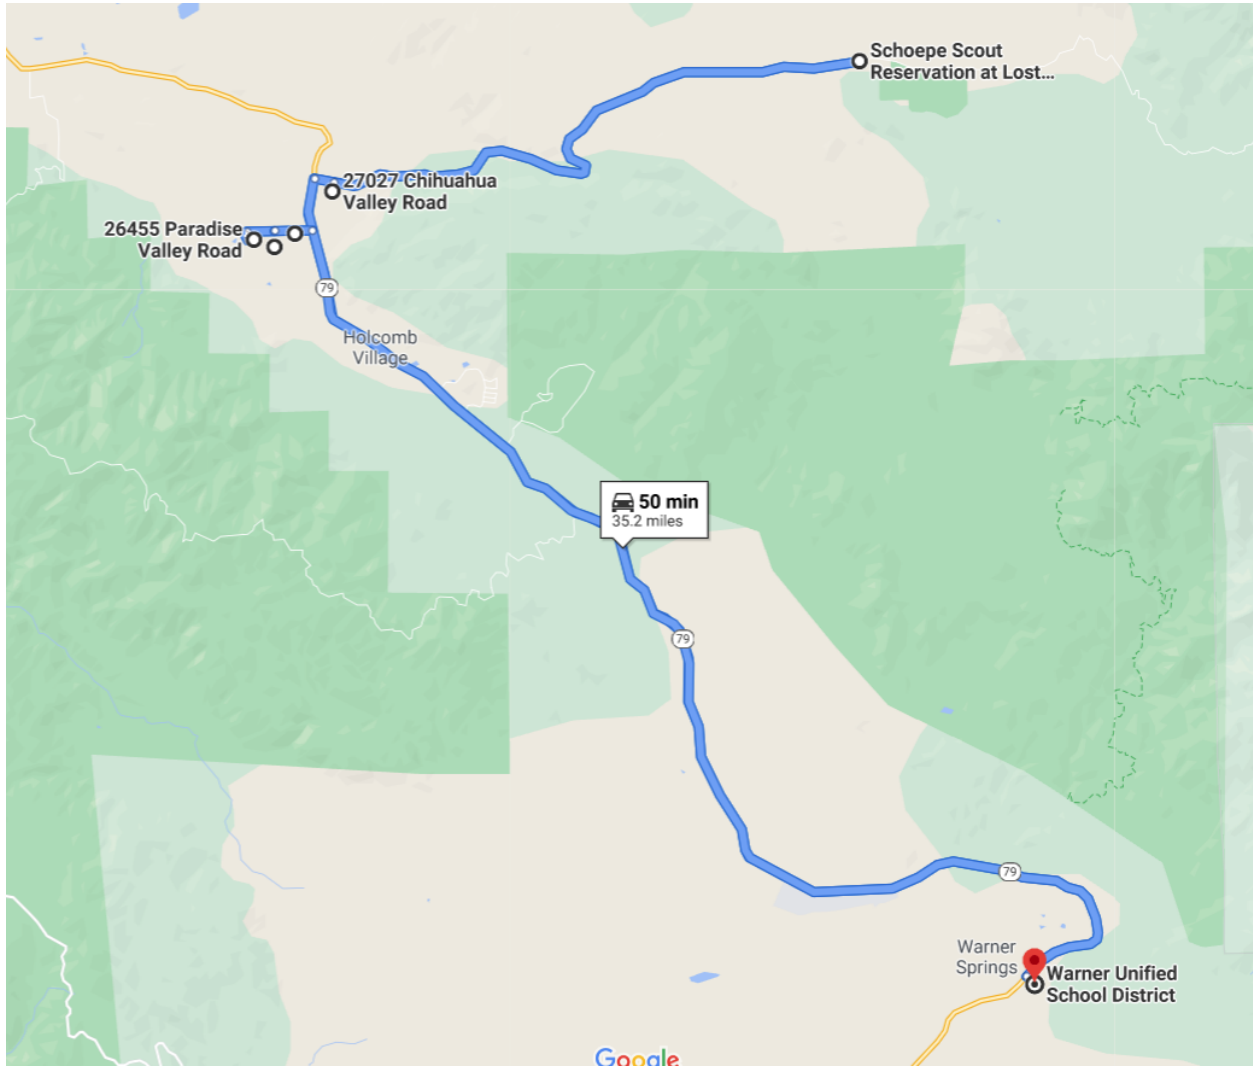 Schoepe Scout
Reservation at Lost...
27027 Chihuahua
Valley Road
26455 Paradise
Valley Road
79
Holcomb
Village
50 min
35.2 miles
79
79
Warner
Springs
Warner Unified
School District
Google